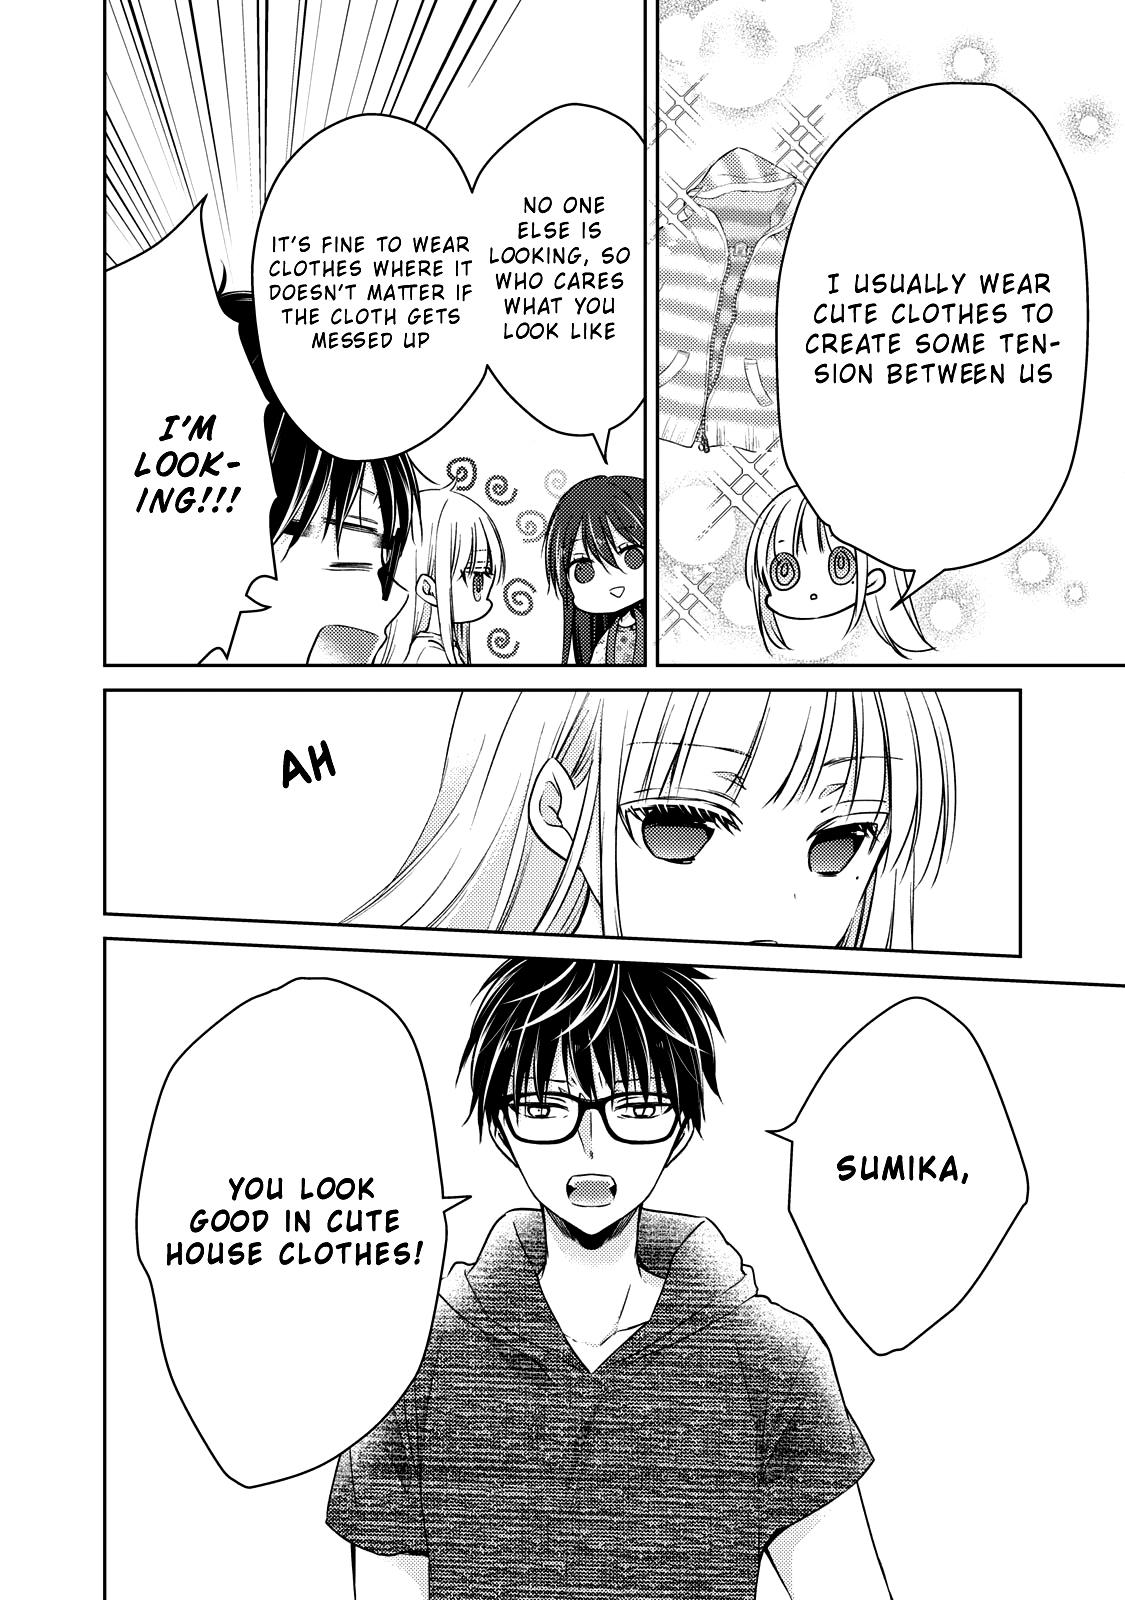 I USUALLY WEAR
CUTE CLOTHES TO
CREATE SOME TEN-
SION BETWEEN US
NO ONE
ELSE IS
LOOKING, SO
WHO CARES
WHAT YOU
LOOK LIKE
IT'S FINE TO WEAR
CLOTHES WHERE IT
DOESN'T MATTER IF
THE CLOTH GETS
MESSED UP
I'M
LOOK-
ING!!!
AH
SUMIKA,
YOU LOOK
GOOD IN CUTE
HOUSE CLOTHES!